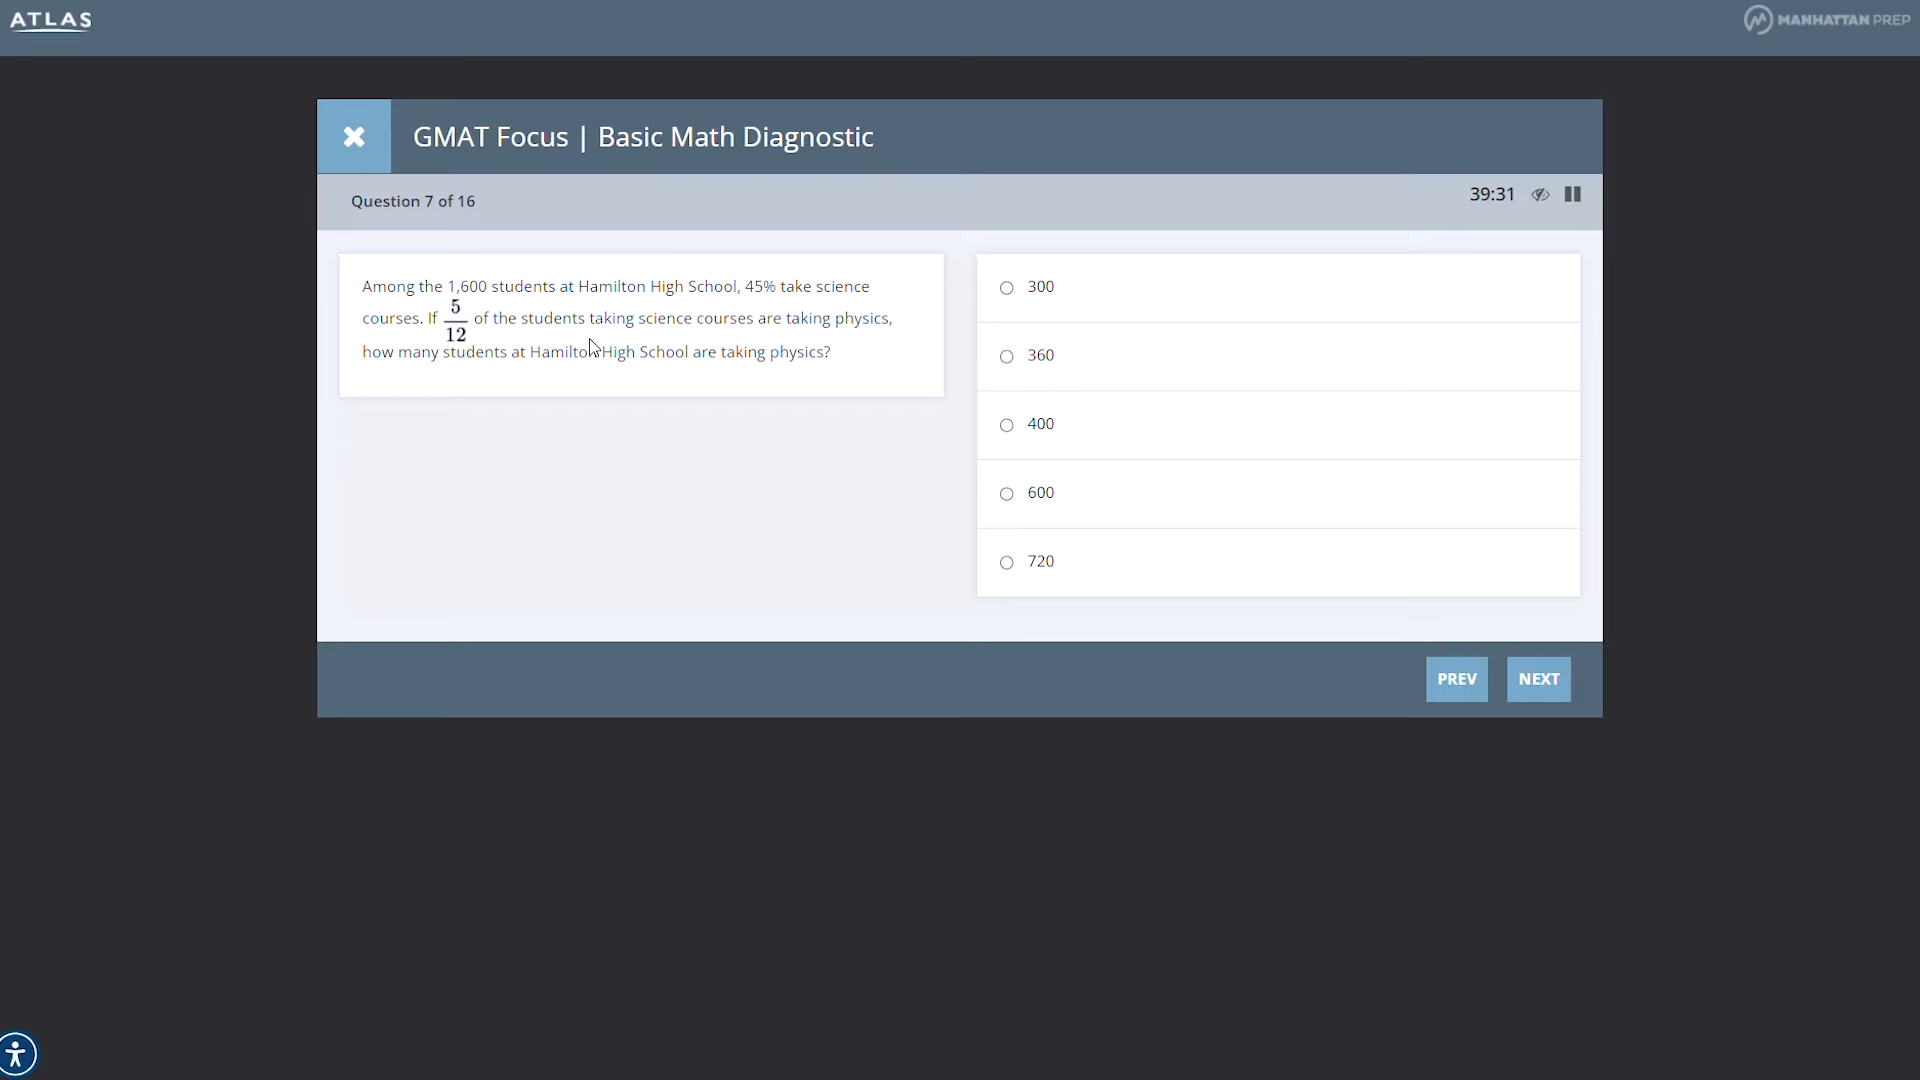 ATLAS
MANHATTAN PREP
GMAT Focus | Basic Math Diagnostic
Question 7 of 16
39:31
Among the 1,600 students at Hamilton High School, 45% take science
courses. If 5/12 of the students taking science courses are taking physics,
how many students at Hamilton High School are taking physics?
300
360
400
600
720
PREV
NEXT